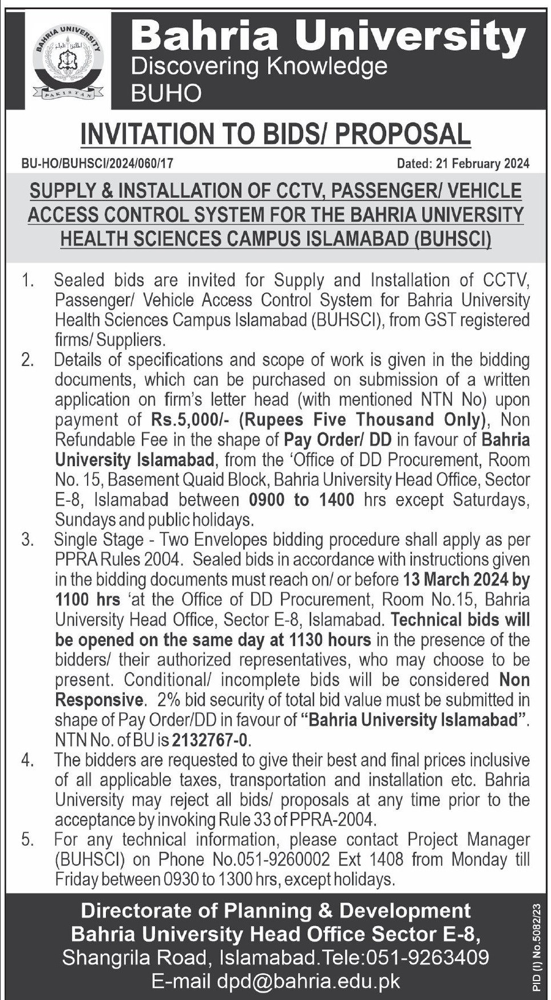 BAHRIA UNIVERSITY
PAKISTAN
Bahria University
Discovering Knowledge
BUHO
INVITATION TO BIDS/ PROPOSAL
BU-HO/BUHSCI/2024/060/17 Dated: 21 February 2024
SUPPLY & INSTALLATION OF CCTV, PASSENGER/ VEHICLE
ACCESS CONTROL SYSTEM FOR THE BAHRIA UNIVERSITY
HEALTH SCIENCES CAMPUS ISLAMABAD (BUHSCI)
1. Sealed bids are invited for Supply and Installation of CCTV,
Passenger/ Vehicle Access Control System for Bahria University
Health Sciences Campus Islamabad (BUHSCI), from GST registered
firms/ Suppliers.
2. Details of specifications and scope of work is given in the bidding
documents, which can be purchased on submission of a written
application on firm's letter head (with mentioned NTN No) upon
payment of Rs.5,000/- (Rupees Five Thousand Only), Non
Refundable Fee in the shape of Pay Order/ DD in favour of Bahria
University Islamabad, from the ‘Office of DD Procurement, Room
No. 15, Basement Quaid Block, Bahria University Head Office, Sector
E-8, Islamabad between 0900 to 1400 hrs except Saturdays,
Sundays and public holidays.
3. Single Stage - Two Envelopes bidding procedure shall apply as per
PPRA Rules 2004. Sealed bids in accordance with instructions given
in the bidding documents must reach on/ or before 13 March 2024 by
1100 hrs ‘at the Office of DD Procurement, Room No.15, Bahria
University Head Office, Sector E-8, Islamabad. Technical bids will
be opened on the same day at 1130 hours in the presence of the
bidders/ their authorized representatives, who may choose to be
present. Conditional/ incomplete bids will be considered Non
Responsive. 2% bid security of total bid value must be submitted in
shape of Pay Order/DD in favour of “Bahria University Islamabad”.
NTN No. of BU is 2132767-0.
4. The bidders are requested to give their best and final prices inclusive
of all applicable taxes, transportation and installation etc. Bahria
University may reject all bids/ proposals at any time prior to the
acceptance by invoking Rule 33 of PPRA-2004.
5. For any technical information, please contact Project Manager
(BUHSCI) on Phone No.051-9260002 Ext 1408 from Monday till
Friday between 0930 to 1300 hrs, except holidays.
Directorate of Planning & Development
Bahria University Head Office Sector E-8,
Shangrila Road, Islamabad.Tele:051-9263409
E-mail dpd@bahria.edu.pk
PID (I) No.5082/23